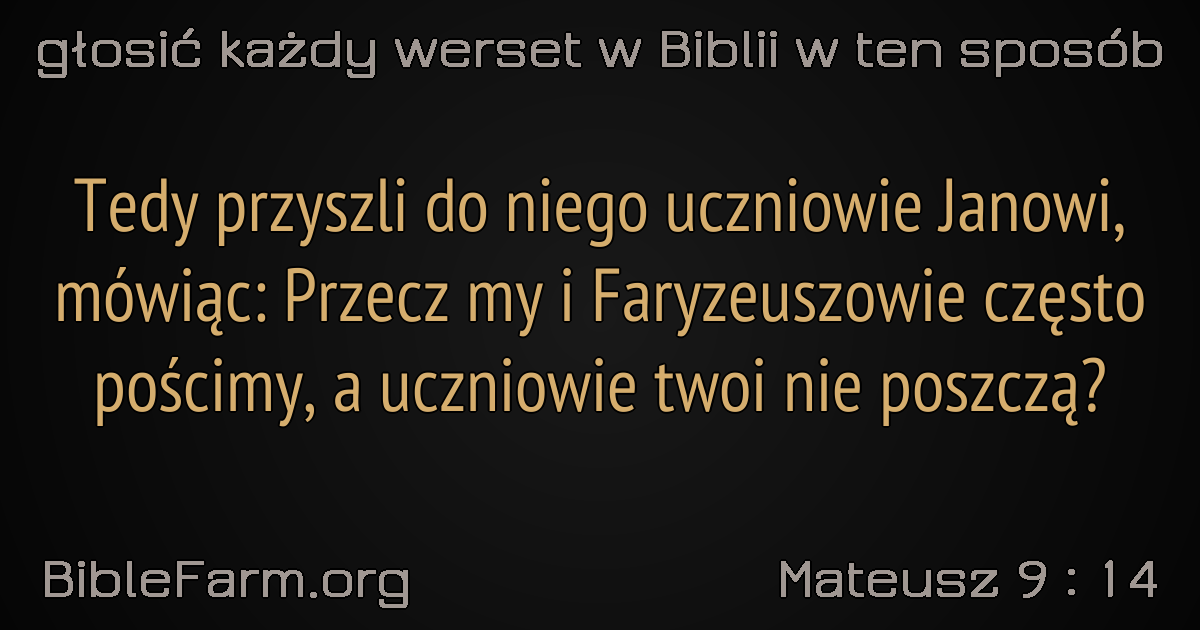 głosić każdy werset w Biblii w ten sposób
Tedy przyszli do niego uczniowie Janowi,
mówiąc: Przecz my i Faryzeuszowie często
pościmy, a uczniowie twoi nie poszczą?
BibleFarm.org
Mateusz 9 : 14